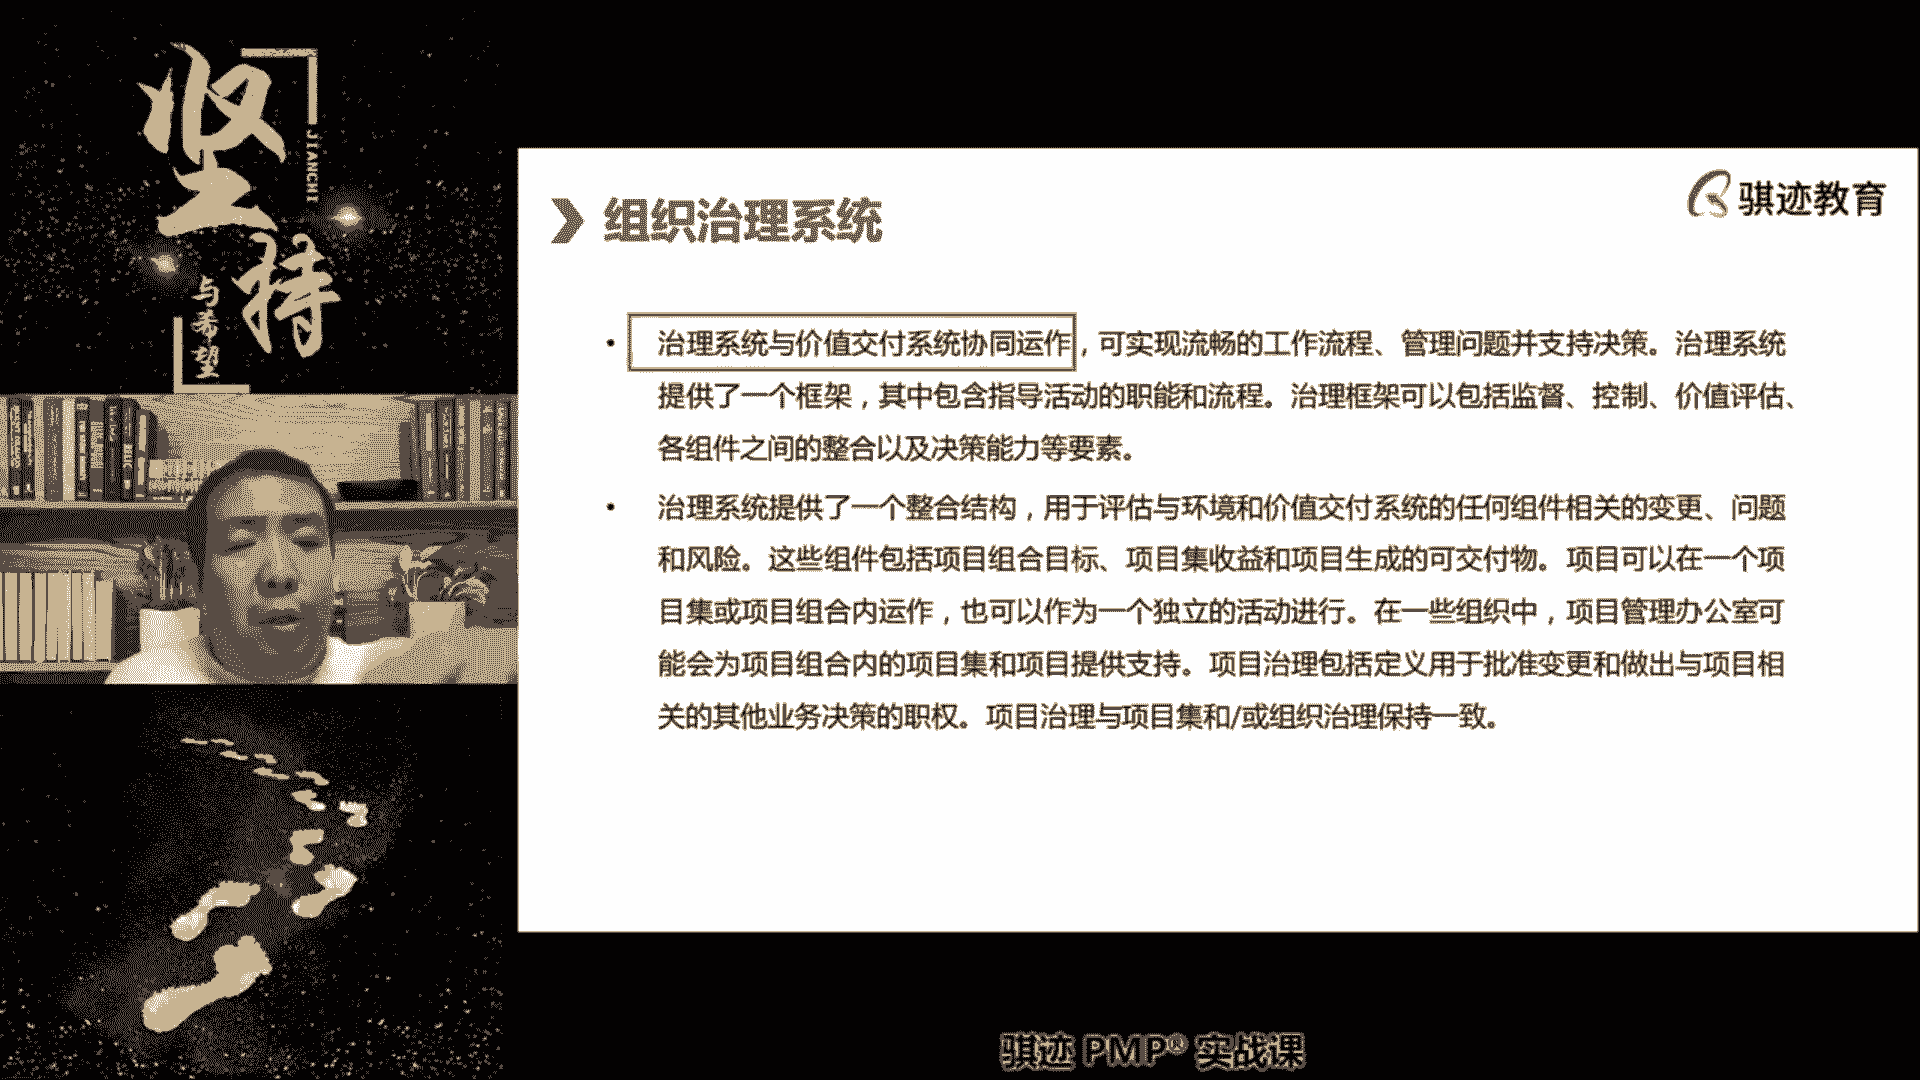 坚持
JIANCHI
与希望
骐迹教育
组织治理系统
• 治理系统与价值交付系统协同运作，可实现流畅的工作流程、管理问题并支持决策。治理系统
提供了一个框架，其中包含指导活动的职能和流程。治理框架可以包括监督、控制、价值评估、
各组件之间的整合以及决策能力等要素。
• 治理系统提供了一个整合结构，用于评估与环境和价值交付系统的任何组件相关的变更、问题
和风险。这些组件包括项目组合目标、项目集收益和项目生成的可交付物。项目可以在一个项
目集或项目组合内运作，也可以作为一个独立的活动进行。在一些组织中，项目管理办公室可
能会为项目组合内的项目集和项目提供支持。项目治理包括定义用于批准变更和做出与项目相
关的其他业务决策的职权。项目治理与项目集和/或组织治理保持一致。
骐迹 PMP® 实战课